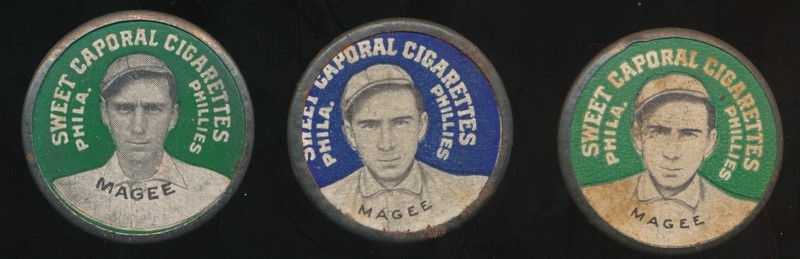 SWEET CAPORAL CIGARETTES
PHILA.
PHILLIES
MAGEE
SWEET CAPORAL CIGARETTES
PHILA.
PHILLIES
MAGEE
SWEET CAPORAL CIGARETTES
PHILA.
PHILLIES
MAGEE